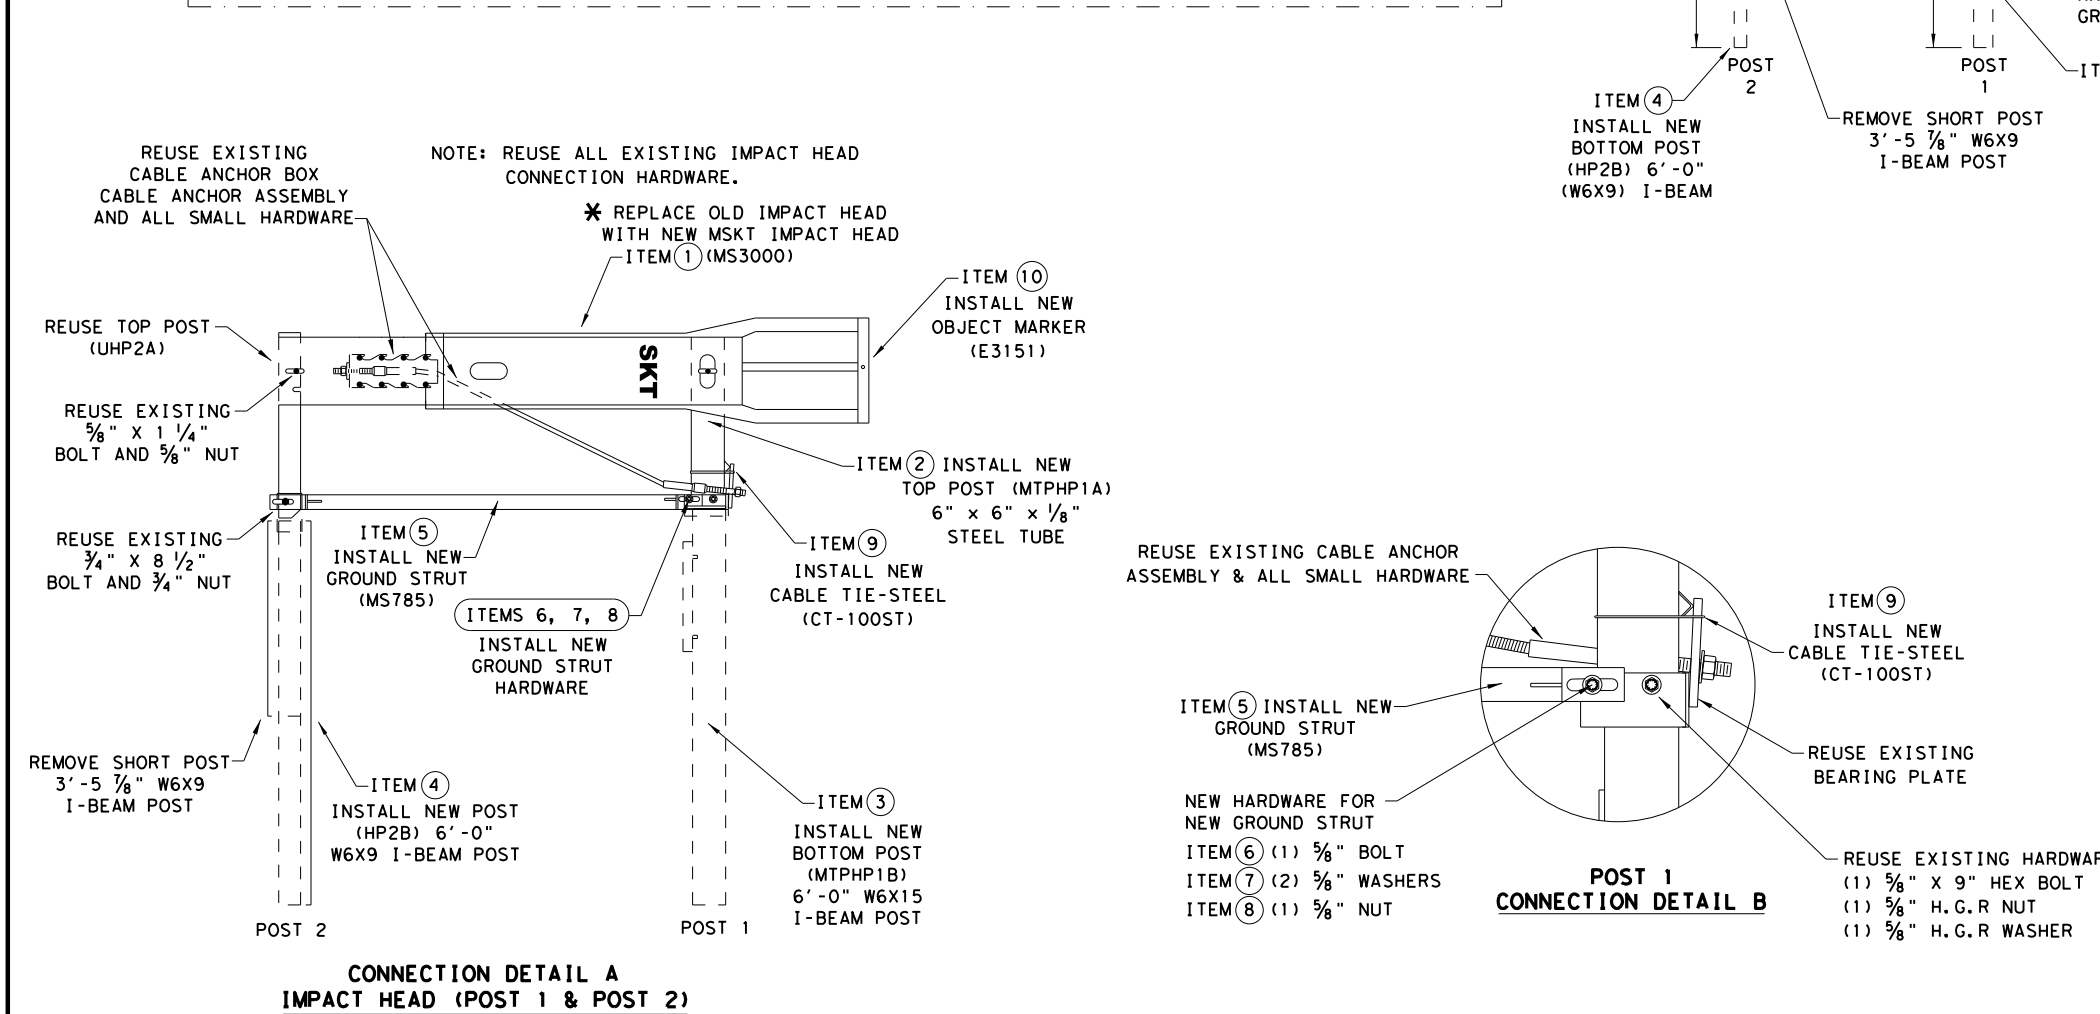 POST
2
POST
1
GR
IT
ITEM 4
INSTALL NEW
BOTTOM POST
(HP2B) 6'-0"
(W6X9) I-BEAM
REMOVE SHORT POST
3'-5 7/8" W6X9
I-BEAM POST
REUSE EXISTING
CABLE ANCHOR BOX
CABLE ANCHOR ASSEMBLY
AND ALL SMALL HARDWARE
NOTE: REUSE ALL EXISTING IMPACT HEAD
CONNECTION HARDWARE.
* REPLACE OLD IMPACT HEAD
WITH NEW MSKT IMPACT HEAD
ITEM 1 (MS3000)
ITEM 10
INSTALL NEW
OBJECT MARKER
(E3151)
REUSE TOP POST
(UHP2A)
SKT
REUSE EXISTING
5/8" X 1 1/4"
BOLT AND 5/8" NUT
ITEM 2 INSTALL NEW
TOP POST (MTPHP1A)
6" x 6" x 1/8"
STEEL TUBE
REUSE EXISTING
3/4" X 8 1/2"
BOLT AND 3/4" NUT
ITEM 5
INSTALL NEW
GROUND STRUT
(MS785)
ITEM 9
INSTALL NEW
CABLE TIE-STEEL
(CT-100ST)
ITEMS 6, 7, 8
INSTALL NEW
GROUND STRUT
HARDWARE
REMOVE SHORT POST
3'-5 7/8" W6X9
I-BEAM POST
ITEM 4
INSTALL NEW POST
(HP2B) 6'-0"
W6X9 I-BEAM POST
ITEM 3
INSTALL NEW
BOTTOM POST
(MTPHP1B)
6'-0" W6X15
I-BEAM POST
POST 2
POST 1
CONNECTION DETAIL A
IMPACT HEAD (POST 1 & POST 2)
REUSE EXISTING CABLE ANCHOR
ASSEMBLY & ALL SMALL HARDWARE
ITEM 9
INSTALL NEW
CABLE TIE-STEEL
(CT-100ST)
ITEM 5 INSTALL NEW
GROUND STRUT
(MS785)
REUSE EXISTING
BEARING PLATE
NEW HARDWARE FOR
NEW GROUND STRUT
ITEM 6 (1) 5/8" BOLT
ITEM 7 (2) 5/8" WASHERS
ITEM 8 (1) 5/8" NUT
POST 1
CONNECTION DETAIL B
REUSE EXISTING HARDWAR
(1) 5/8" X 9" HEX BOLT
(1) 5/8" H.G.R NUT
(1) 5/8" H.G.R WASHER